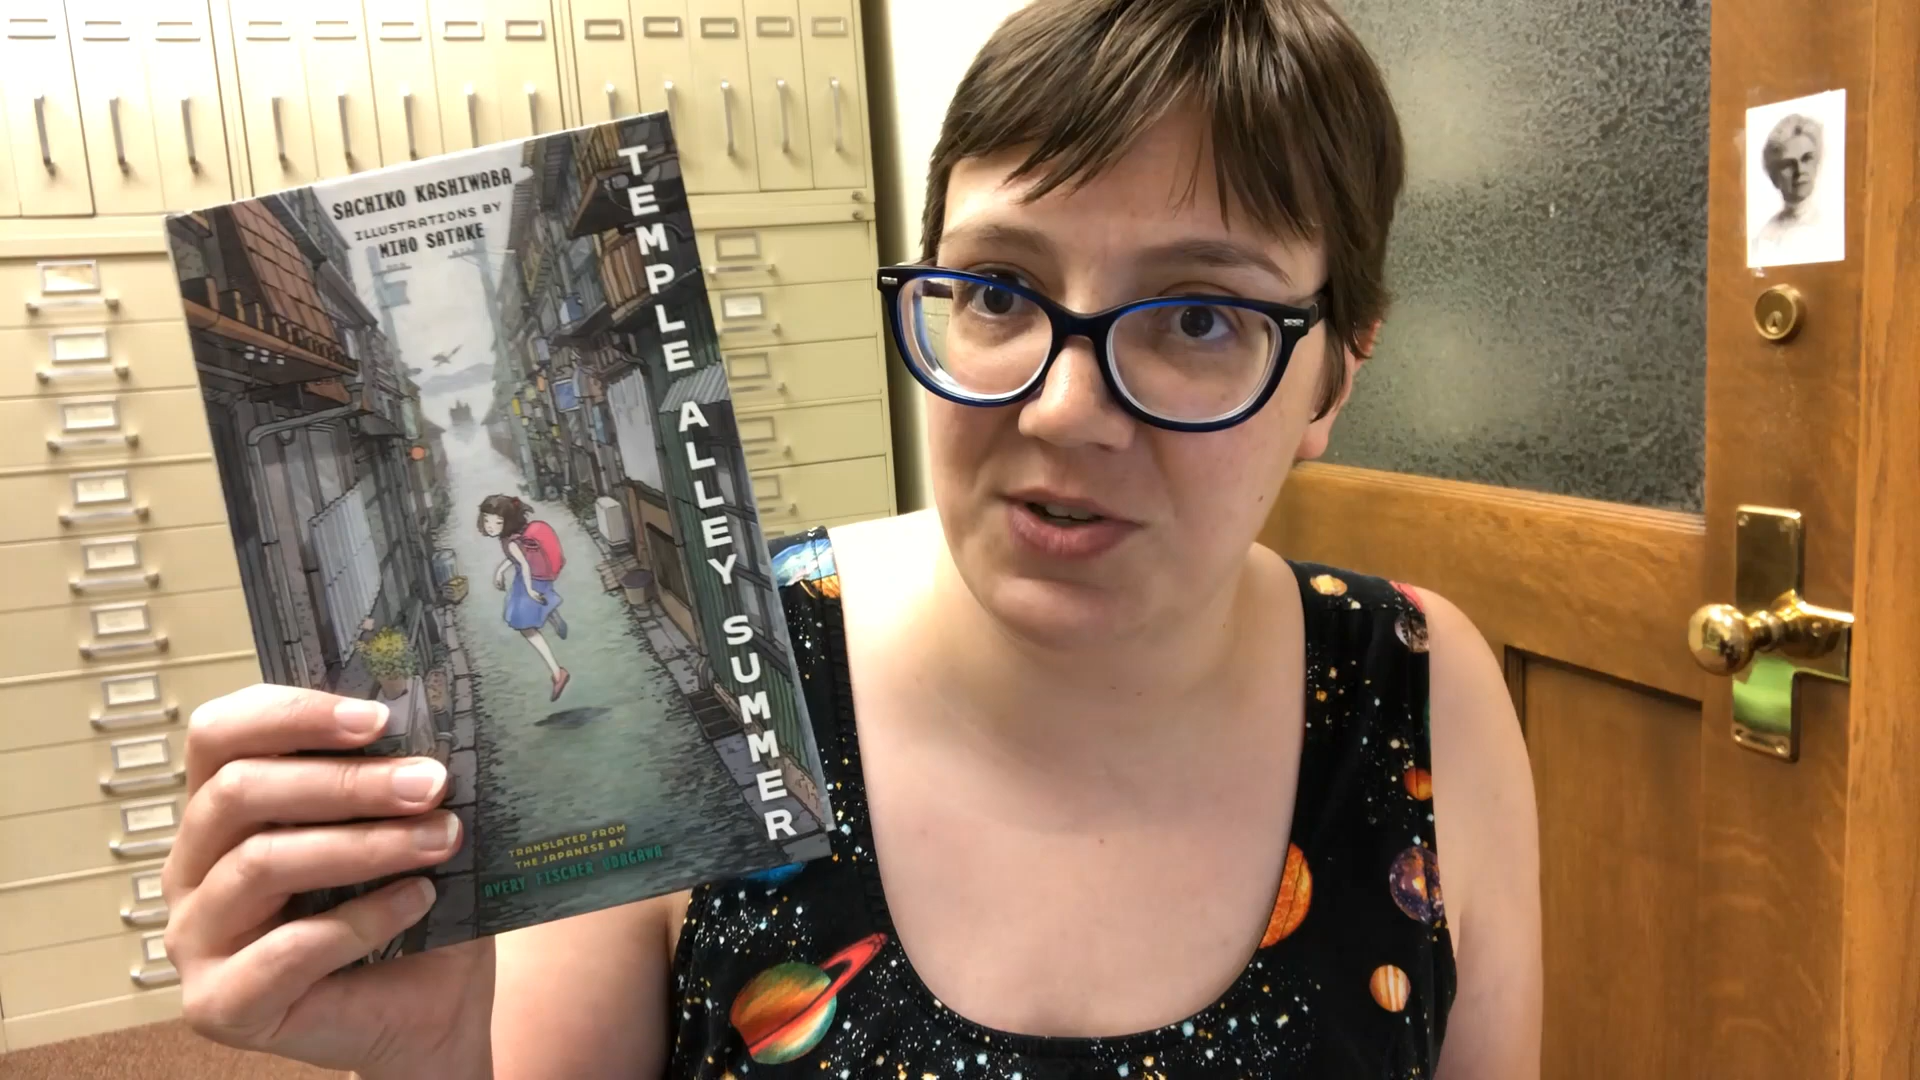 SACHIKO KASHIWABA
ILLUSTRATIONS BY
MIHO SATAKE
TEMPLE ALLEY SUMMER
TRANSLATED FROM
THE JAPANESE BY
AVERY FISCHER UDAGAWA